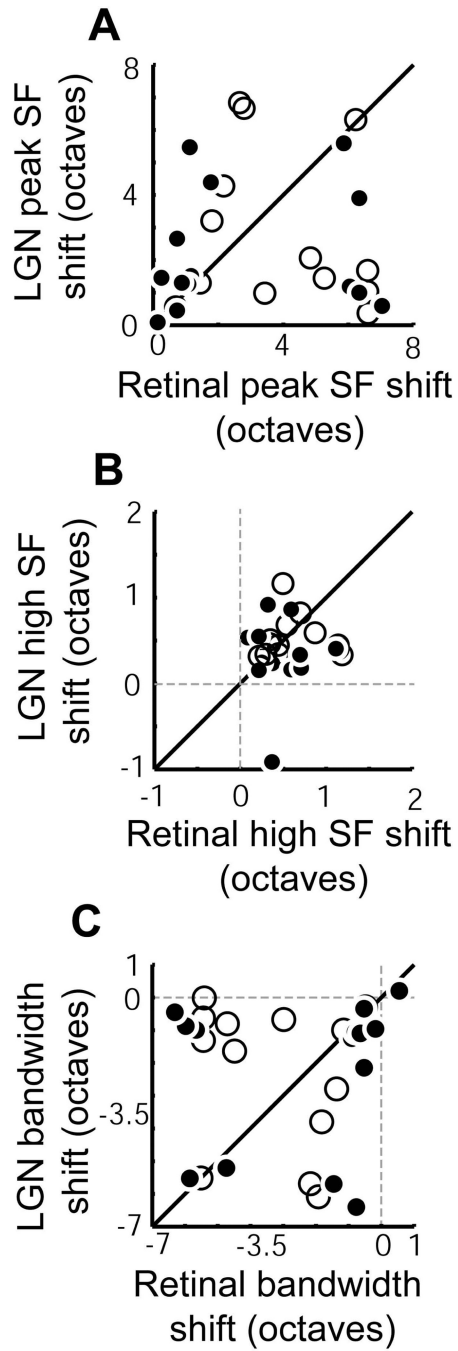 A
LGN peak SF
shift (octaves)
8
4
0
0 4 8
Retinal peak SF shift
(octaves)
B
LGN high SF
shift (octaves)
2
1
0
-1
-1 0 1 2
Retinal high SF shift
(octaves)
C
LGN bandwidth
shift (octaves)
1
0
-3.5
-7
-7 -3.5 0 1
Retinal bandwidth
shift (octaves)